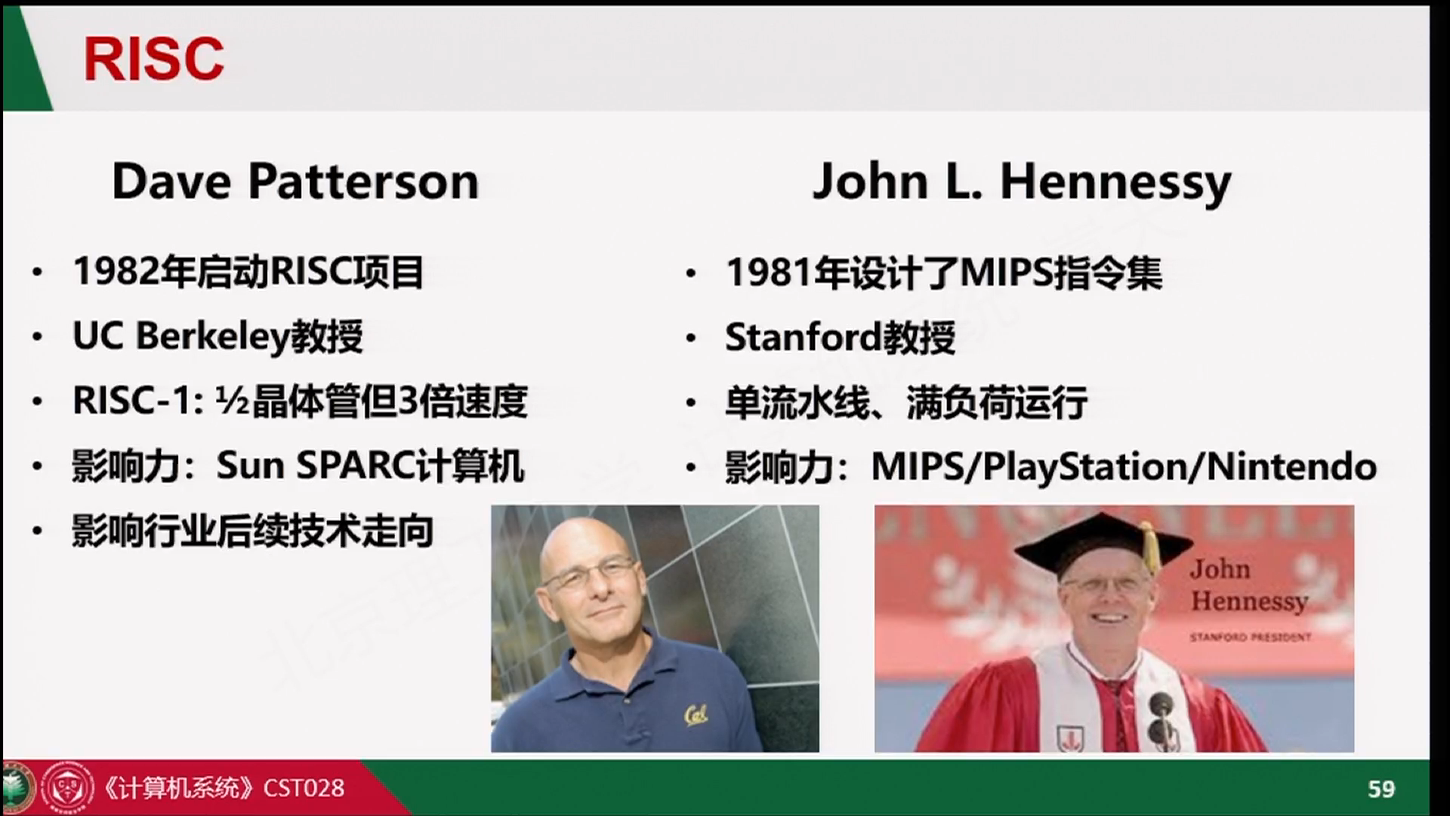 RISC
Dave Patterson
• 1982年启动RISC项目
• UC Berkeley教授
• RISC-1: ½晶体管但3倍速度
• 影响力：Sun SPARC计算机
• 影响行业后续技术走向
John L. Hennessy
• 1981年设计了MIPS指令集
• Stanford教授
• 单流水线、满负荷运行
• 影响力：MIPS/PlayStation/Nintendo
Cal
John
Hennessy
STANFORD PRESIDENT
《计算机系统》CST028
59